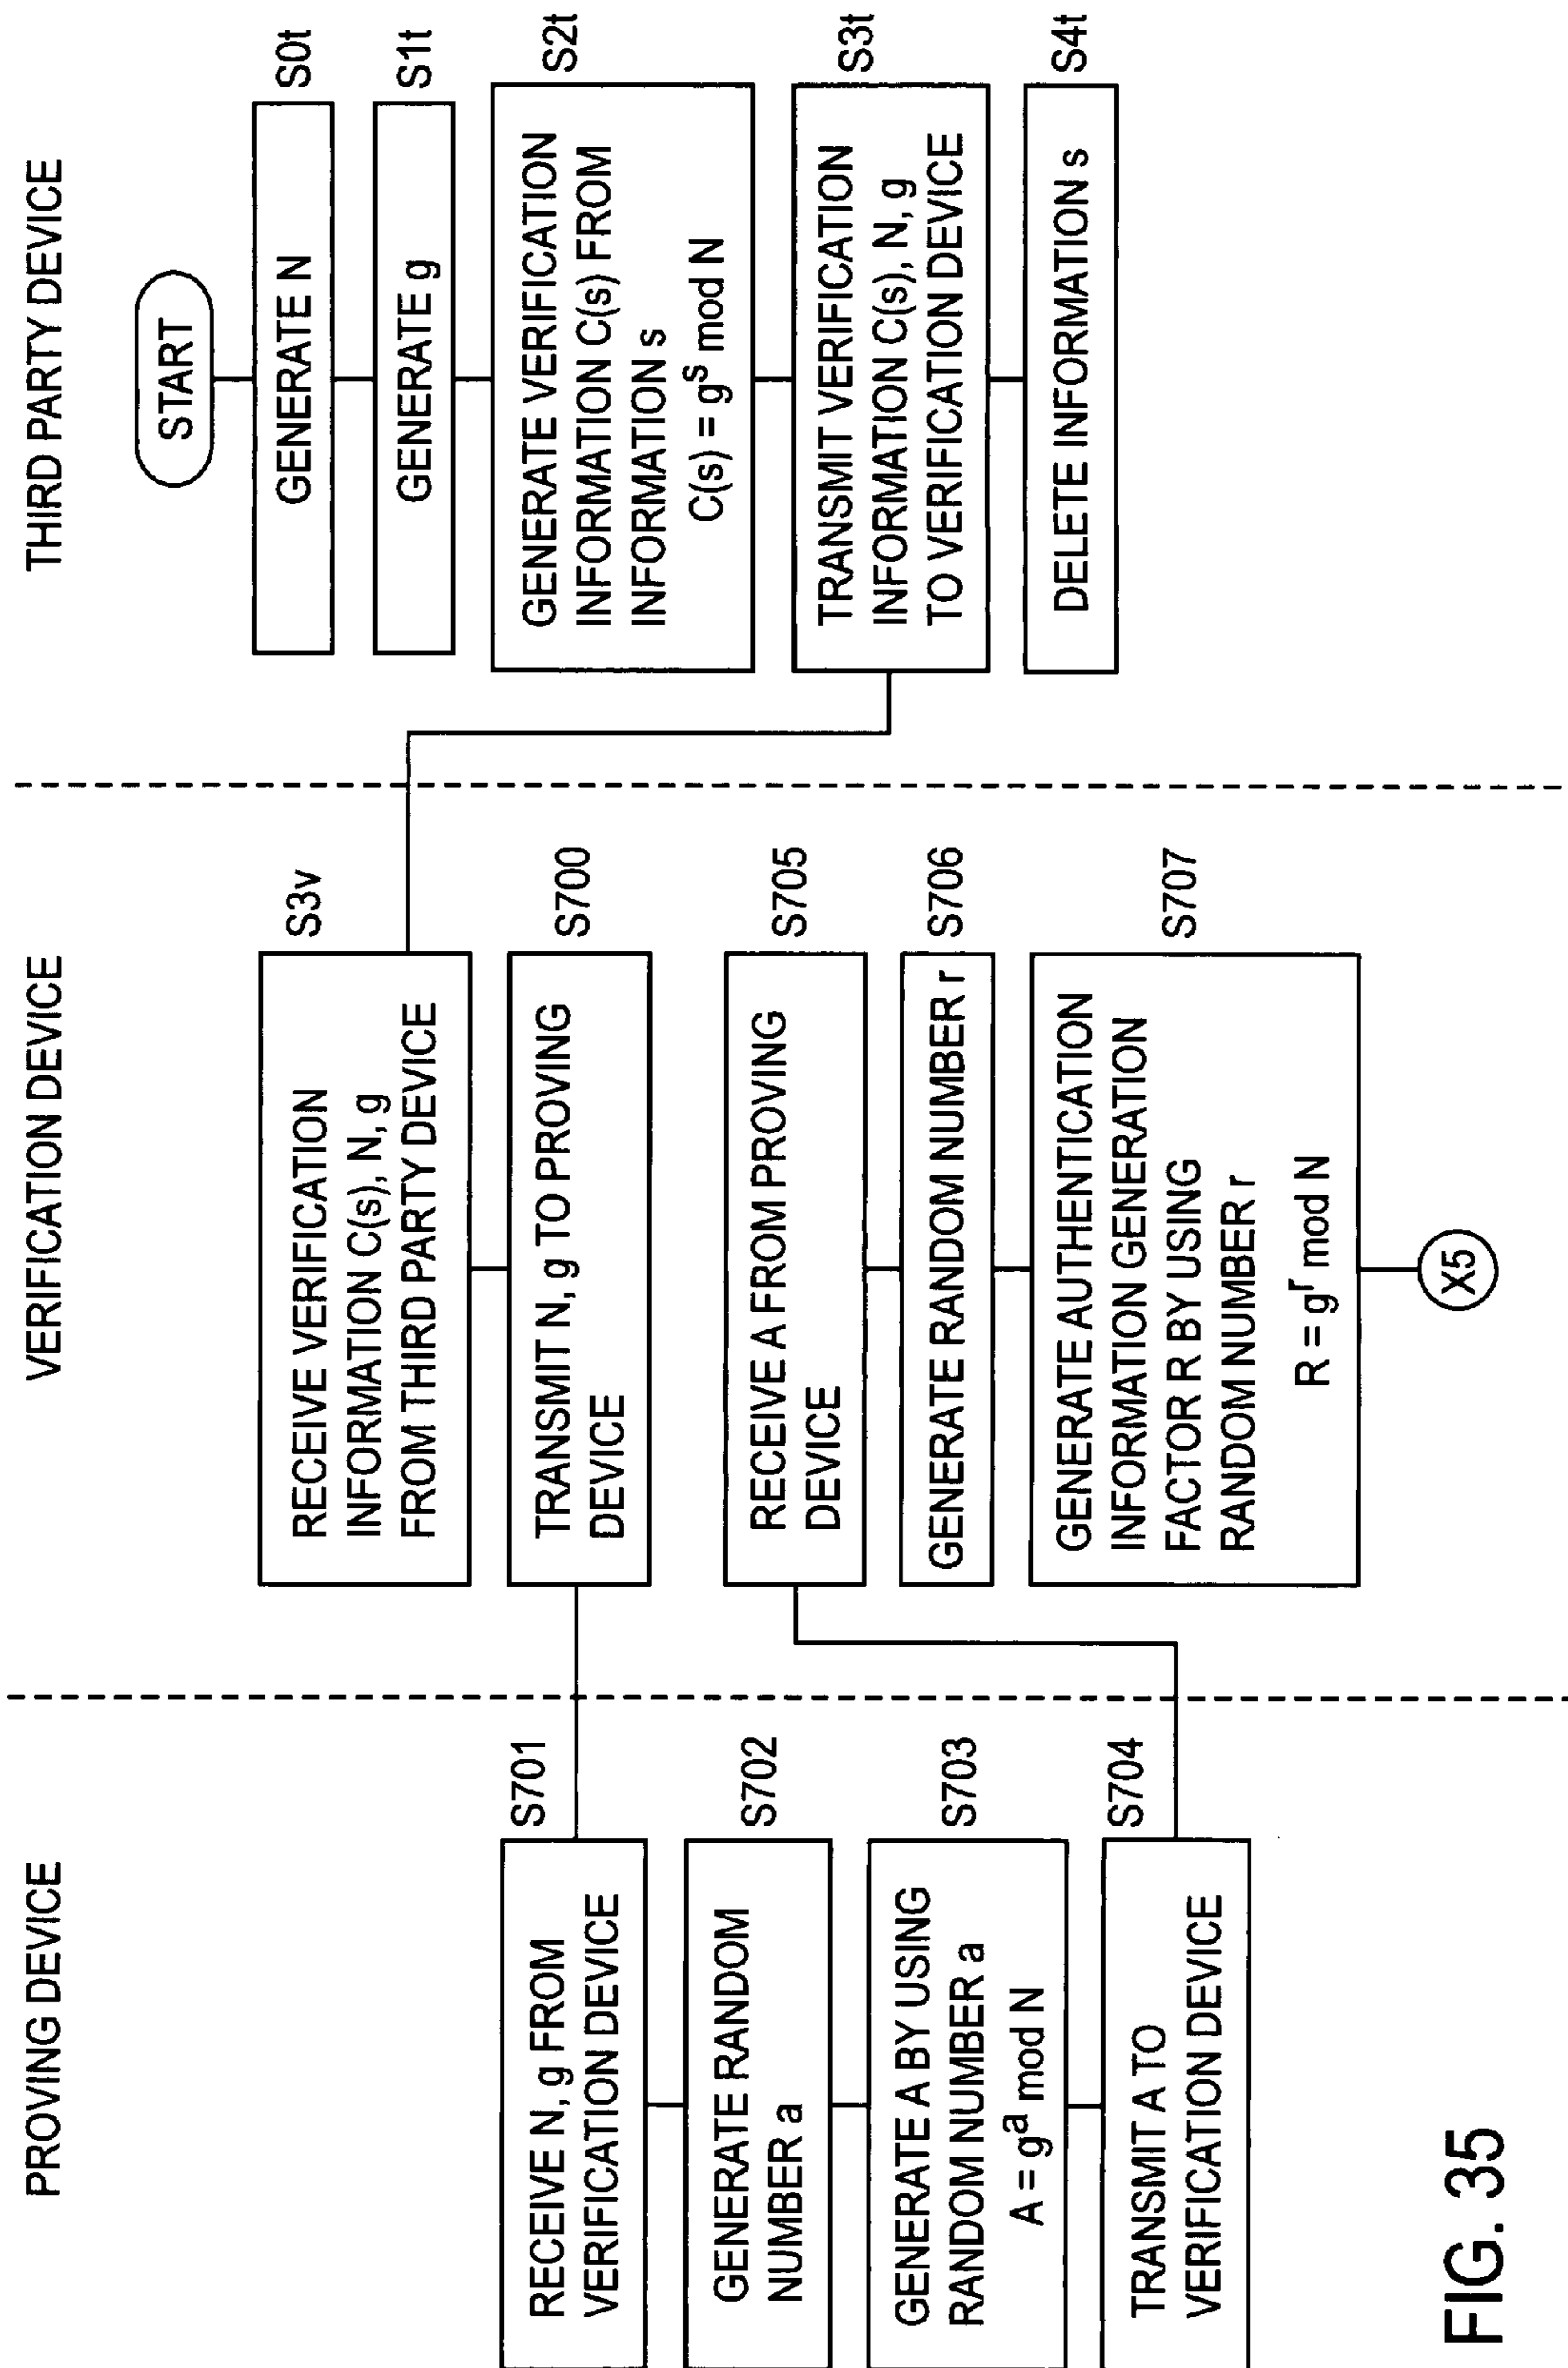 PROVING DEVICE
S701
RECEIVE N, g FROM
VERIFICATION DEVICE
S702
GENERATE RANDOM
NUMBER a
S703
GENERATE A BY USING
RANDOM NUMBER a
A = g^a mod N
S704
TRANSMIT A TO
VERIFICATION DEVICE
VERIFICATION DEVICE
S3v
RECEIVE VERIFICATION
INFORMATION C(s), N, g
FROM THIRD PARTY DEVICE
S700
TRANSMIT N, g TO PROVING
DEVICE
S705
RECEIVE A FROM PROVING
DEVICE
S706
GENERATE RANDOM NUMBER r
S707
GENERATE AUTHENTICATION
INFORMATION GENERATION
FACTOR R BY USING
RANDOM NUMBER r
R = g^r mod N
X5
THIRD PARTY DEVICE
START
S0t
GENERATE N
S1t
GENERATE g
S2t
GENERATE VERIFICATION
INFORMATION C(s) FROM
INFORMATION s
C(s) = g^s mod N
S3t
TRANSMIT VERIFICATION
INFORMATION C(s), N, g
TO VERIFICATION DEVICE
S4t
DELETE INFORMATION s
FIG. 35